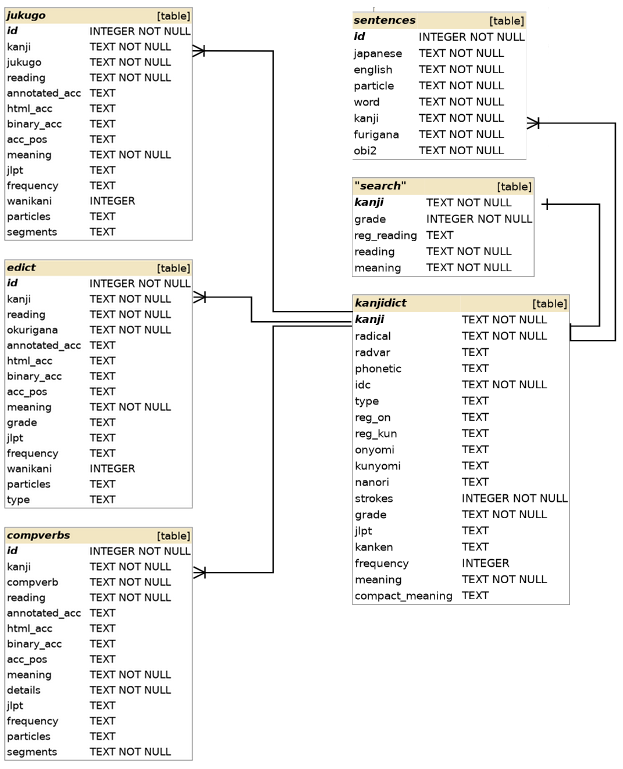 jukugo [table]
id INTEGER NOT NULL
kanji TEXT NOT NULL
jukugo TEXT NOT NULL
reading TEXT NOT NULL
annotated_acc TEXT
html_acc TEXT
binary_acc TEXT
acc_pos TEXT
meaning TEXT NOT NULL
jlpt TEXT
frequency TEXT
wanikani INTEGER
particles TEXT
segments TEXT
edict [table]
id INTEGER NOT NULL
kanji TEXT NOT NULL
reading TEXT NOT NULL
okurigana TEXT NOT NULL
annotated_acc TEXT
html_acc TEXT
binary_acc TEXT
acc_pos TEXT
meaning TEXT NOT NULL
grade TEXT
jlpt TEXT
frequency TEXT
wanikani INTEGER
particles TEXT
type TEXT
compverbs [table]
id INTEGER NOT NULL
kanji TEXT NOT NULL
compverb TEXT NOT NULL
reading TEXT NOT NULL
annotated_acc TEXT
html_acc TEXT
binary_acc TEXT
acc_pos TEXT
meaning TEXT NOT NULL
details TEXT NOT NULL
jlpt TEXT
frequency TEXT
particles TEXT
segments TEXT NOT NULL
sentences [table]
id INTEGER NOT NULL
japanese TEXT NOT NULL
english TEXT NOT NULL
particle TEXT NOT NULL
word TEXT NOT NULL
kanji TEXT NOT NULL
furigana TEXT NOT NULL
obi2 TEXT NOT NULL
"search" [table]
kanji TEXT NOT NULL
grade INTEGER NOT NULL
reg_reading TEXT
reading TEXT NOT NULL
meaning TEXT NOT NULL
kanjidict [table]
kanji TEXT NOT NULL
radical TEXT NOT NULL
radvar TEXT
phonetic TEXT
idc TEXT NOT NULL
type TEXT
reg_on TEXT
reg_kun TEXT
onyomi TEXT
kunyomi TEXT
nanori TEXT
strokes INTEGER NOT NULL
grade TEXT NOT NULL
jlpt TEXT
kanken TEXT
frequency INTEGER
meaning TEXT NOT NULL
compact_meaning TEXT